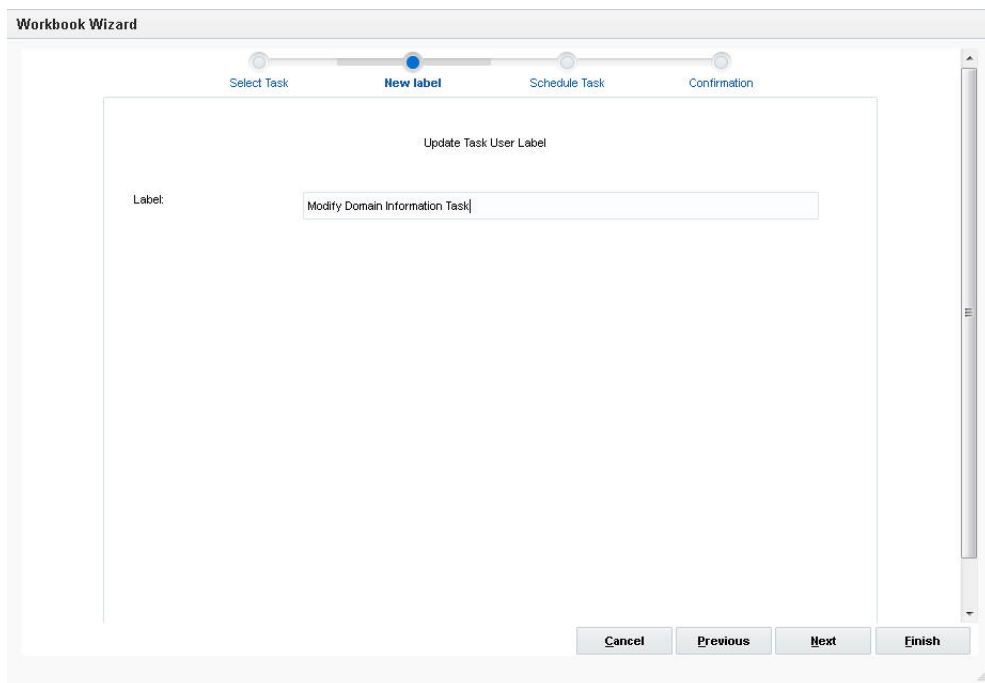 Workbook Wizard
Select Task
New label
Schedule Task
Confirmation
Update Task User Label
Label:
Modify Domain Information Task
Cancel
Previous
Next
Finish